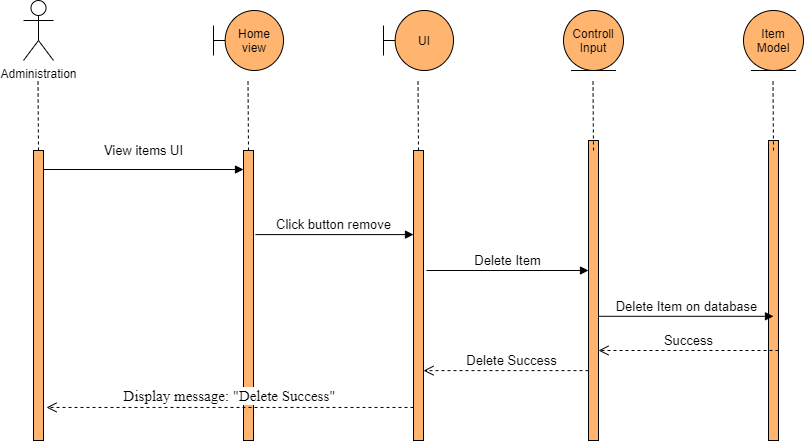 Home
view
UI
Controll
Input
Item
Model
Administration
View items UI
Click button remove
Delete Item
Delete Item on database
Success
Delete Success
Display message: "Delete Success"